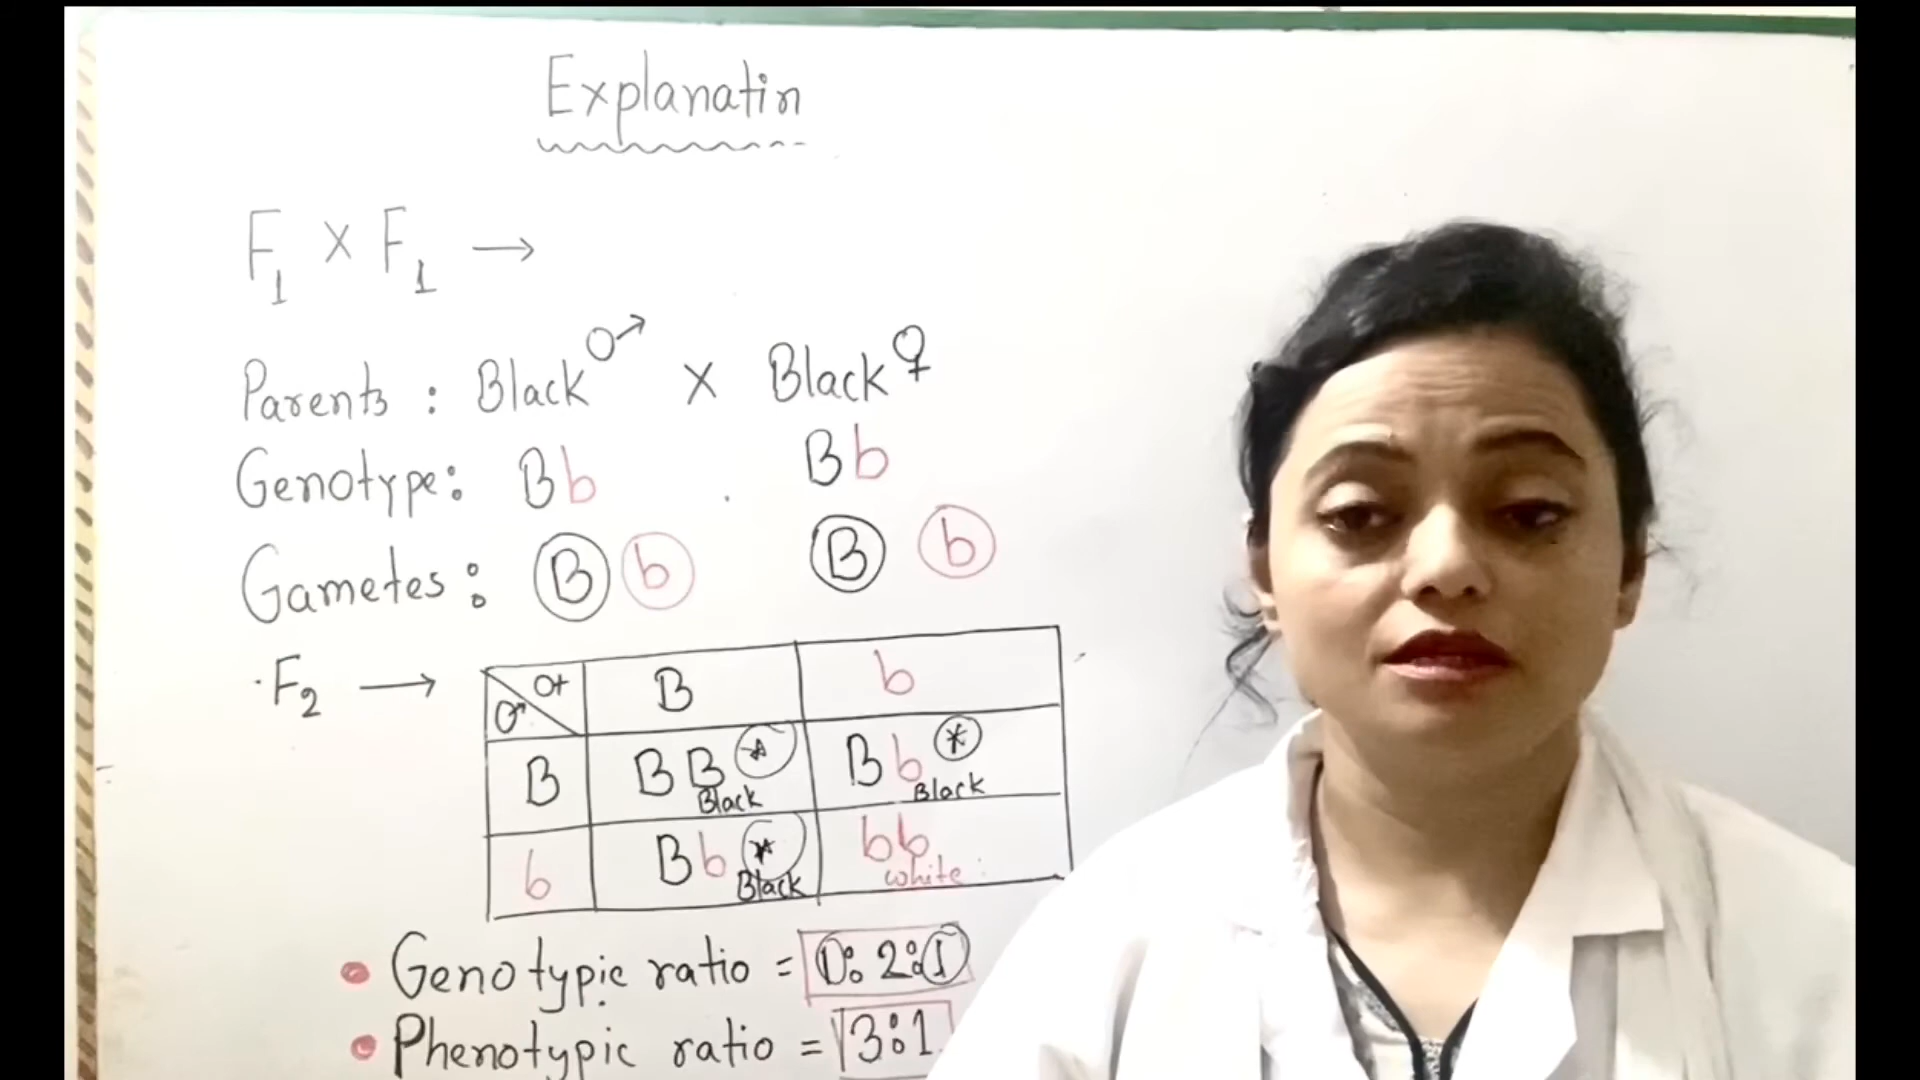 Explanatin
F1 X F1 →
Parents : Black ♂ X Black ♀
Genotype: Bb Bb
Gametes: B b B b
F2 →
♀ B b
♂
B BB * Black Bb * Black
b Bb * Black bb white
• Genotypic ratio = 1:2:1
• Phenotypic ratio = 3:1